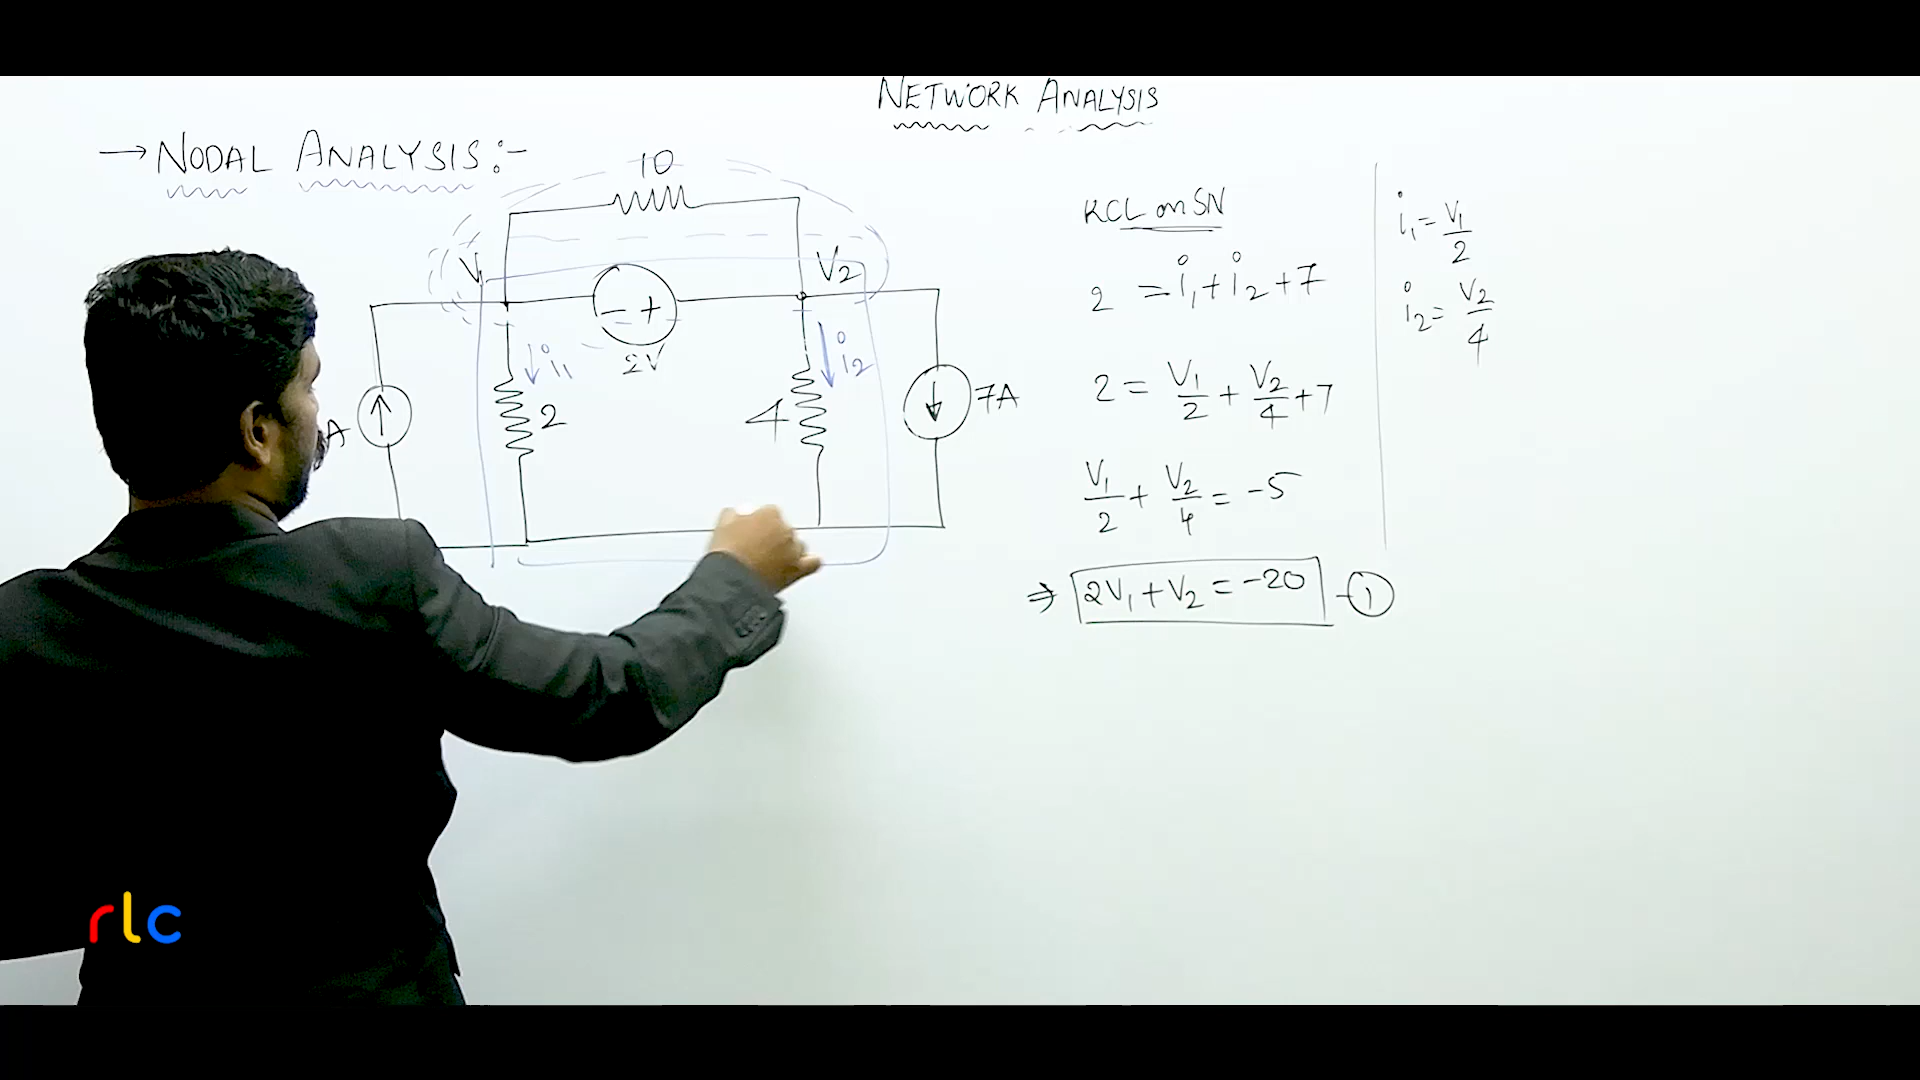 NETWORK ANALYSIS
→ NODAL ANALYSIS:-
10
V1
V2
- +
2V
i1
i2
2
4
A
7A
KCL on SN
2 = i1 + i2 + 7
2 = V1/2 + V2/4 + 7
V1/2 + V2/4 = -5
⇒ 2V1 + V2 = -20 - ①
i1 = V1/2
i2 = V2/4
rlc